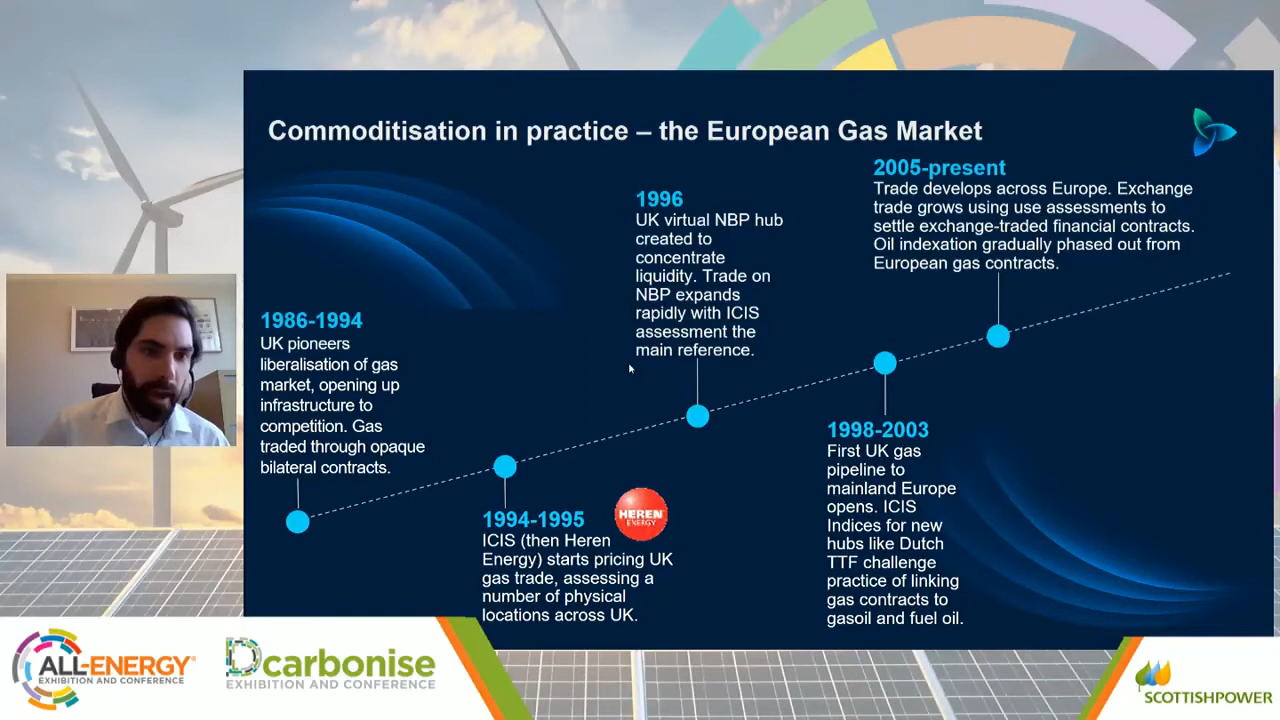 Commoditisation in practice – the European Gas Market
1986-1994
UK pioneers
liberalisation of gas
market, opening up
infrastructure to
competition. Gas
traded through opaque
bilateral contracts.
1994-1995
ICIS (then Heren
Energy) starts pricing UK
gas trade, assessing a
number of physical
locations across UK.
HEREN
ENERGY
1996
UK virtual NBP hub
created to
concentrate
liquidity. Trade on
NBP expands
rapidly with ICIS
assessment the
main reference.
1998-2003
First UK gas
pipeline to
mainland Europe
opens. ICIS
Indices for new
hubs like Dutch
TTF challenge
practice of linking
gas contracts to
gasoil and fuel oil.
2005-present
Trade develops across Europe. Exchange
trade grows using use assessments to
settle exchange-traded financial contracts.
Oil indexation gradually phased out from
European gas contracts.
ALL-ENERGY®
EXHIBITION AND CONFERENCE
Dcarbonise
EXHIBITION AND CONFERENCE
SCOTTISHPOWER